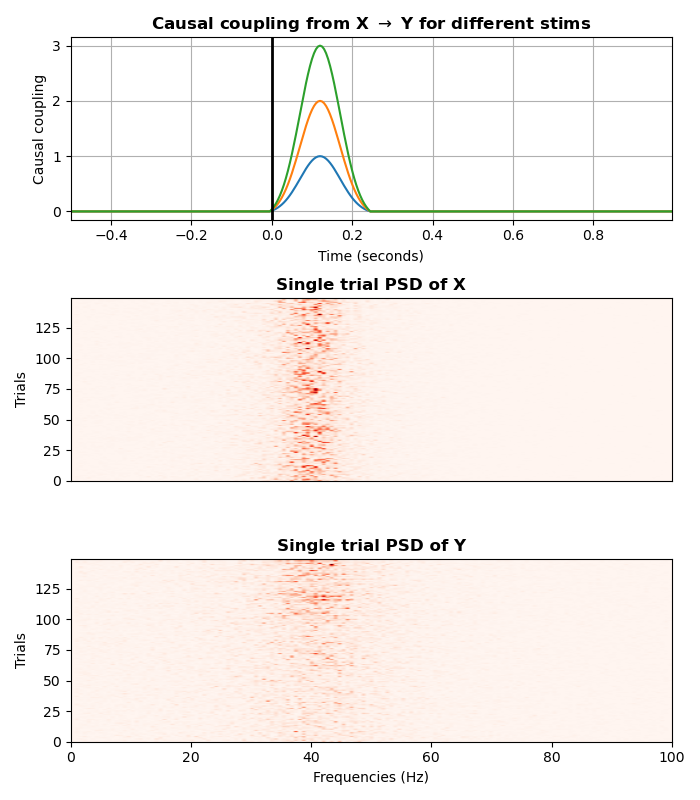 Causal coupling from X → Y for different stims
Causal coupling
3
2
1
0
−0.4 −0.2 0.0 0.2 0.4 0.6 0.8
Time (seconds)
Single trial PSD of X
Trials
125
100
75
50
25
0
Single trial PSD of Y
Trials
125
100
75
50
25
0
0 20 40 60 80 100
Frequencies (Hz)